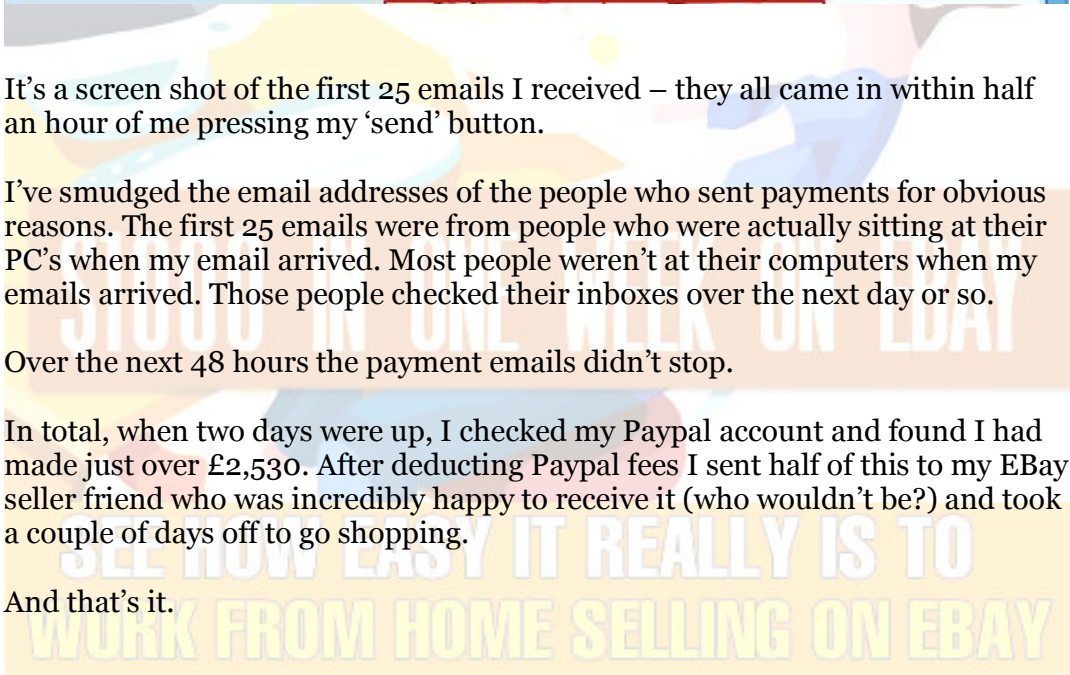 It’s a screen shot of the first 25 emails I received – they all came in within half
an hour of me pressing my ‘send’ button.
I’ve smudged the email addresses of the people who sent payments for obvious
reasons. The first 25 emails were from people who were actually sitting at their
PC’s when my email arrived. Most people weren’t at their computers when my
emails arrived. Those people checked their inboxes over the next day or so.
$1000 IN ONE WEEK ON EBAY
Over the next 48 hours the payment emails didn’t stop.
In total, when two days were up, I checked my Paypal account and found I had
made just over £2,530. After deducting Paypal fees I sent half of this to my EBay
seller friend who was incredibly happy to receive it (who wouldn’t be?) and took
a couple of days off to go shopping.
SEE HOW EASY IT REALLY IS TO
And that’s it.
WORK FROM HOME SELLING ON EBAY